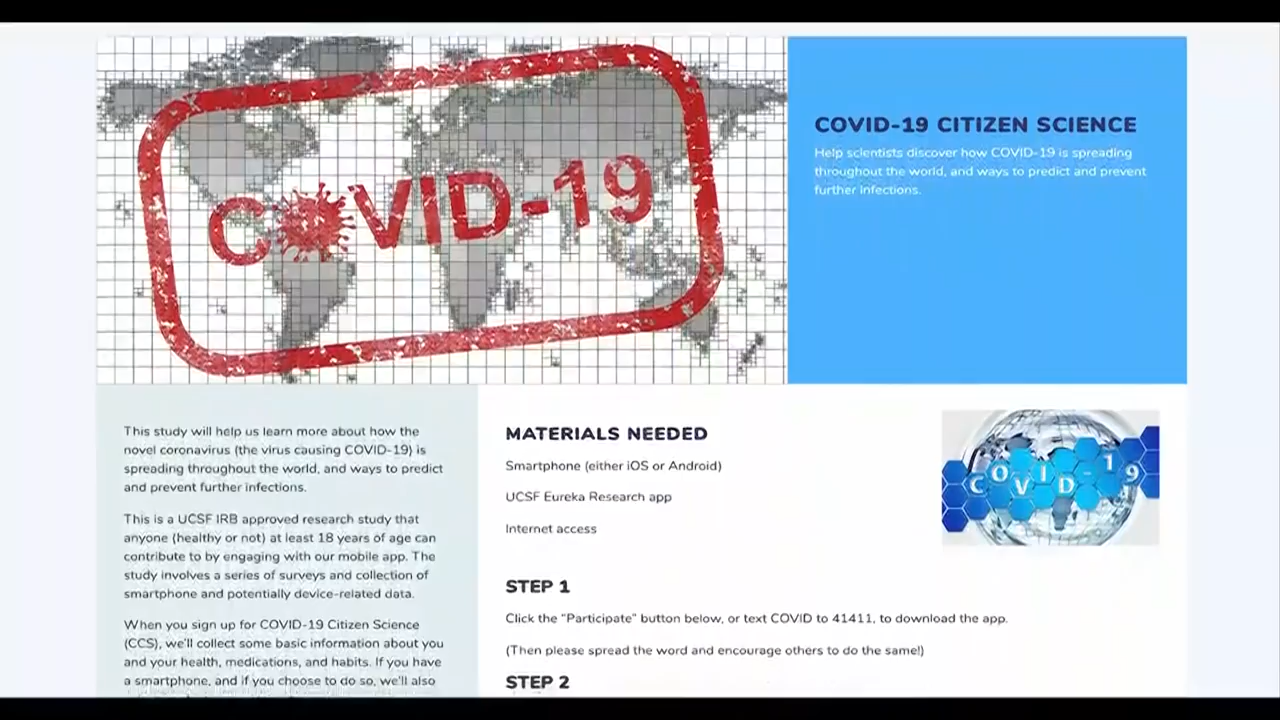 COVID-19
COVID-19 CITIZEN SCIENCE
Help scientists discover how COVID-19 is spreading
throughout the world, and ways to predict and prevent
further infections.
This study will help us learn more about how the
novel coronavirus (the virus causing COVID-19) is
spreading throughout the world, and ways to predict
and prevent further infections.
This is a UCSF IRB approved research study that
anyone (healthy or not) at least 18 years of age can
contribute to by engaging with our mobile app. The
study involves a series of surveys and collection of
smartphone and potentially device-related data.
When you sign up for COVID-19 Citizen Science
(CCS), we'll collect some basic information about you
and your health, medications, and habits. If you have
a smartphone, and if you choose to do so, we'll also
MATERIALS NEEDED
Smartphone (either iOS or Android)
UCSF Eureka Research app
Internet access
COVID-19
STEP 1
Click the "Participate" button below, or text COVID to 41411, to download the app.
(Then please spread the word and encourage others to do the same!)
STEP 2